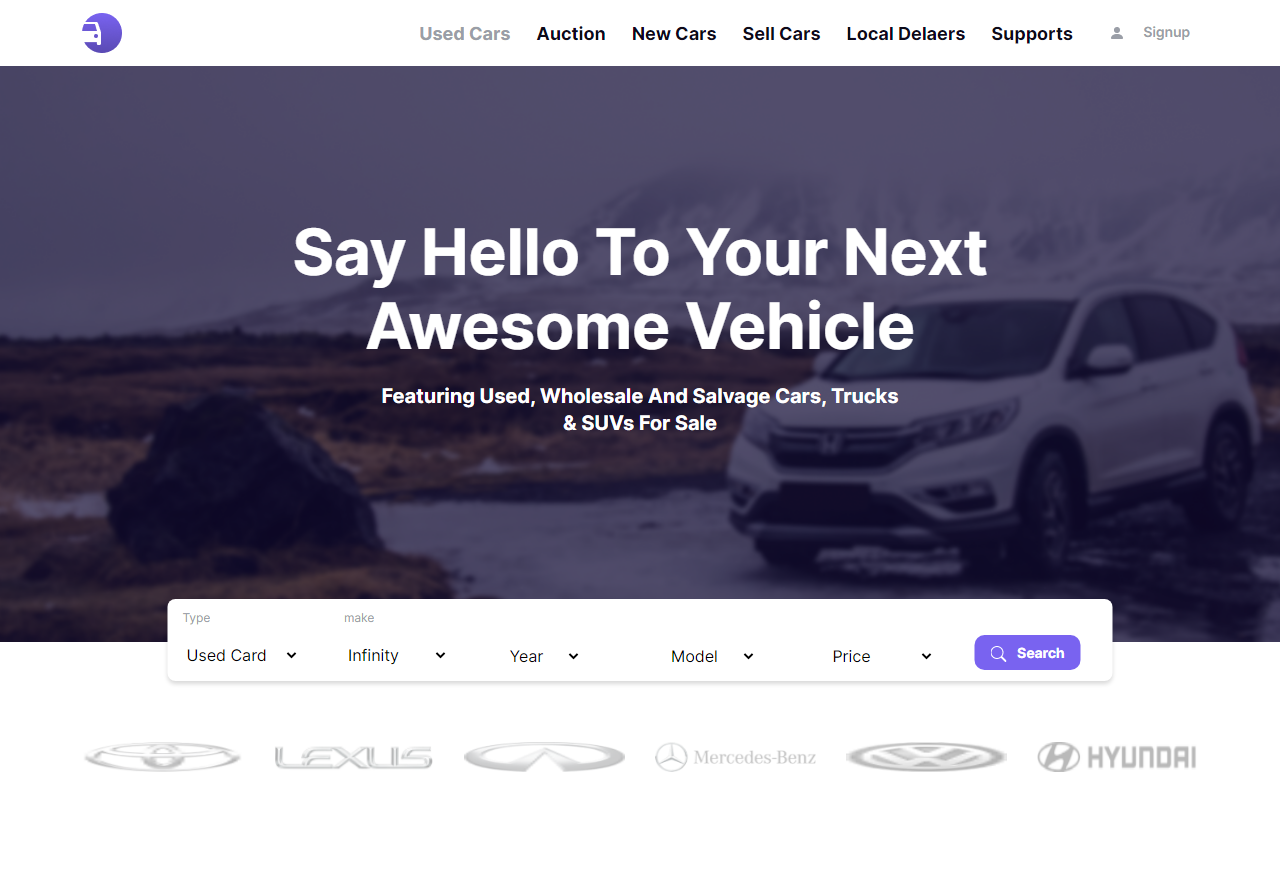 Used Cars Auction New Cars Sell Cars Local Delaers Supports Signup
Say Hello To Your Next
Awesome Vehicle
Featuring Used, Wholesale And Salvage Cars, Trucks
& SUVs For Sale
Type make
Used Card Infinity Year Model Price Search
LEXUS Mercedes-Benz HYUNDAI